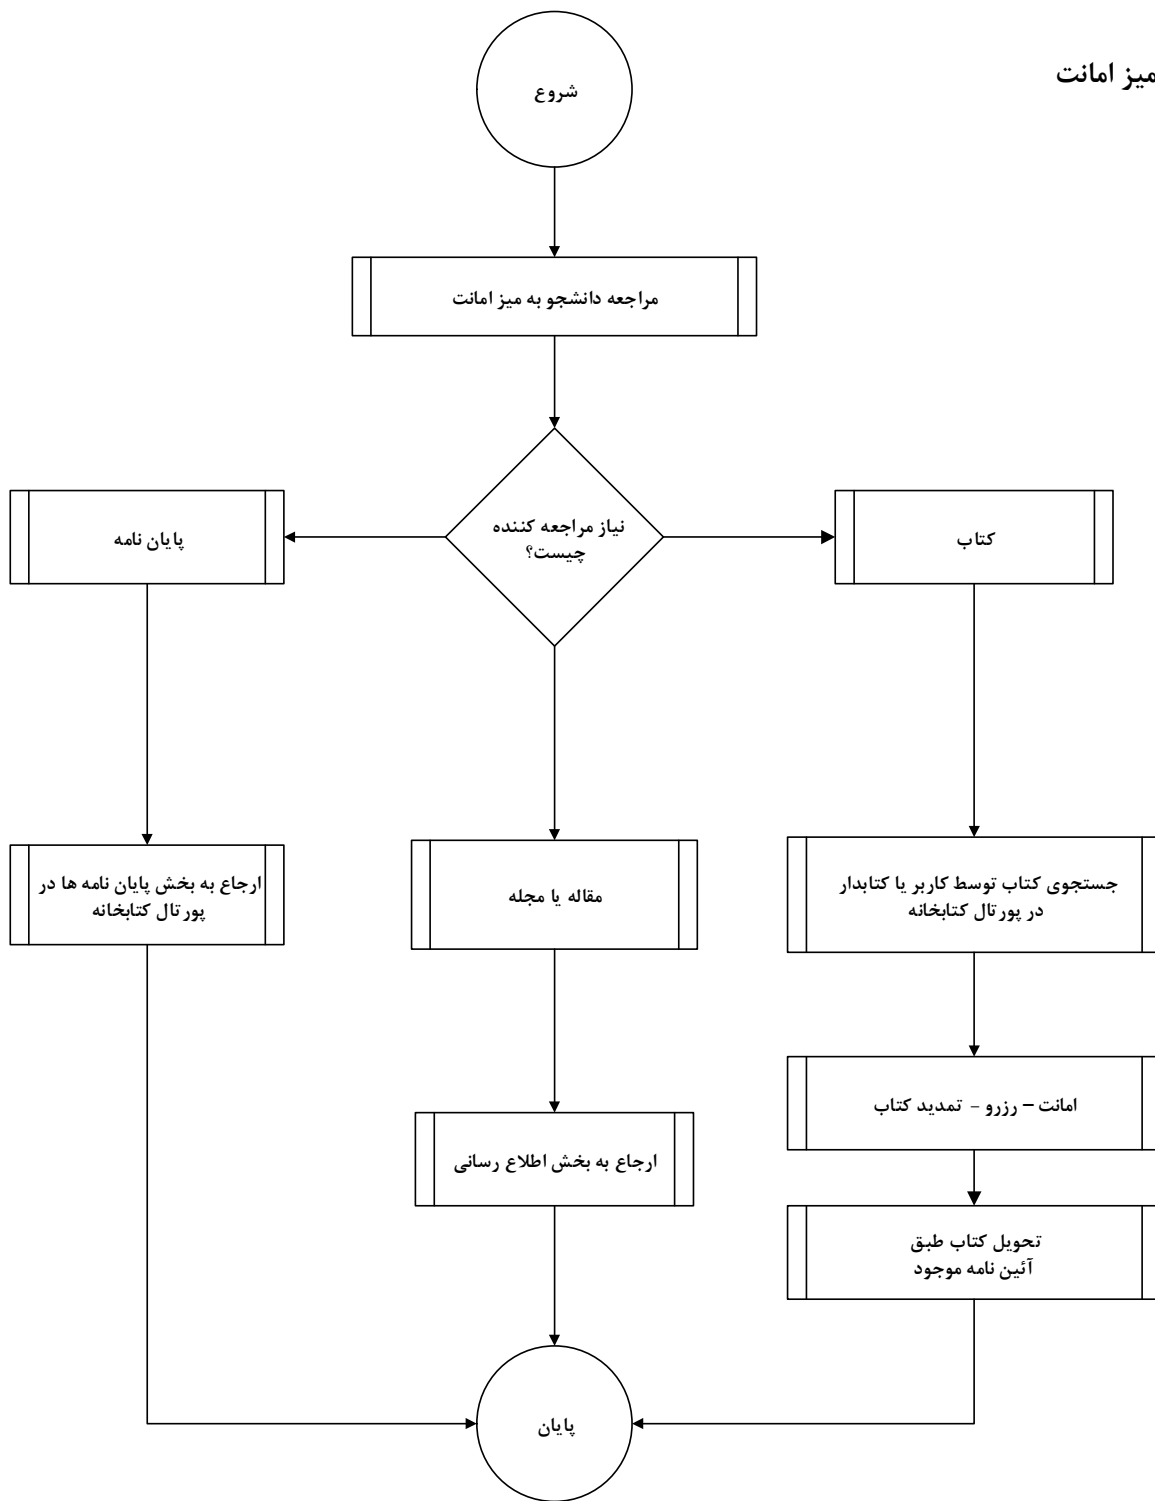 میز امانت
شروع
مراجعه دانشجو به میز امانت
نیاز مراجعه کننده
چیست؟
کتاب
پایان نامه
جستجوی کتاب توسط کاربر یا کتابدار
در پورتال کتابخانه
مقاله یا مجله
ارجاع به بخش پایان نامه ها در
پورتال کتابخانه
امانت – رزرو - تمدید کتاب
ارجاع به بخش اطلاع رسانی
تحویل کتاب طبق
آئین نامه موجود
پایان